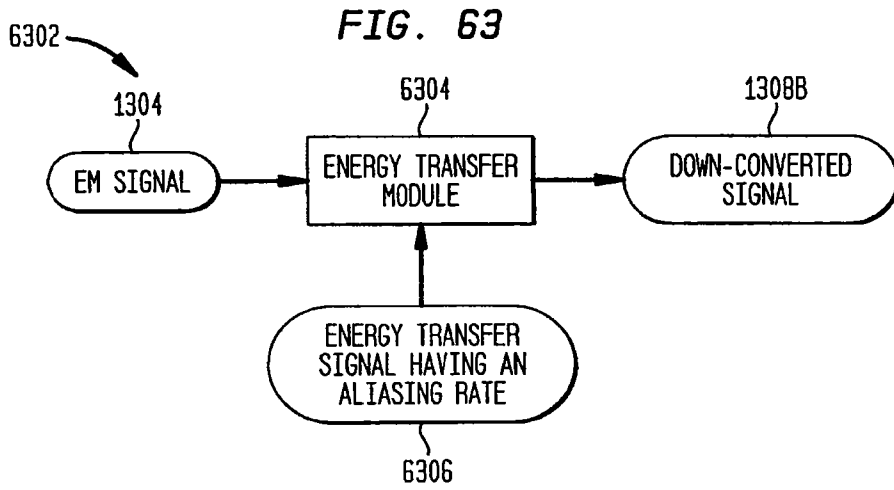 FIG. 63
6302
1304
6304
1308B
EM SIGNAL
ENERGY TRANSFER
MODULE
DOWN-CONVERTED
SIGNAL
ENERGY TRANSFER
SIGNAL HAVING AN
ALIASING RATE
6306